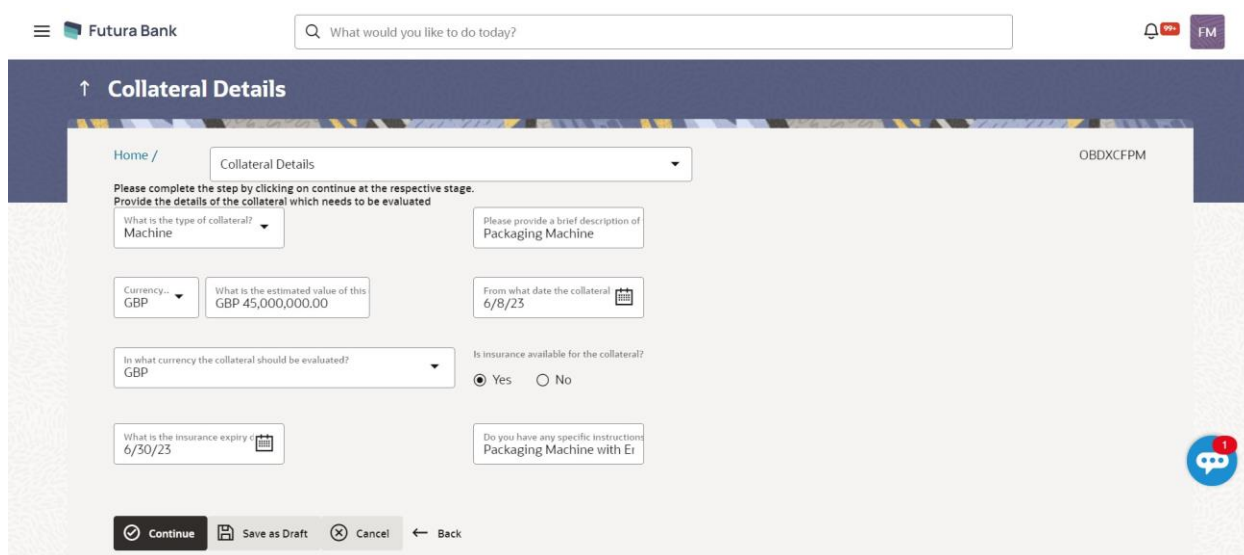 Futura Bank
What would you like to do today?
99+
FM
↑ Collateral Details
Home /
Collateral Details
OBDXCFPM
Please complete the step by clicking on continue at the respective stage.
Provide the details of the collateral which needs to be evaluated
What is the type of collateral?
Machine
Please provide a brief description of
Packaging Machine
Currency...
GBP
What is the estimated value of this
GBP 45,000,000.00
From what date the collateral
6/8/23
In what currency the collateral should be evaluated?
GBP
Is insurance available for the collateral?
Yes No
What is the insurance expiry d
6/30/23
Do you have any specific instructions
Packaging Machine with Er
1
Continue Save as Draft Cancel ← Back